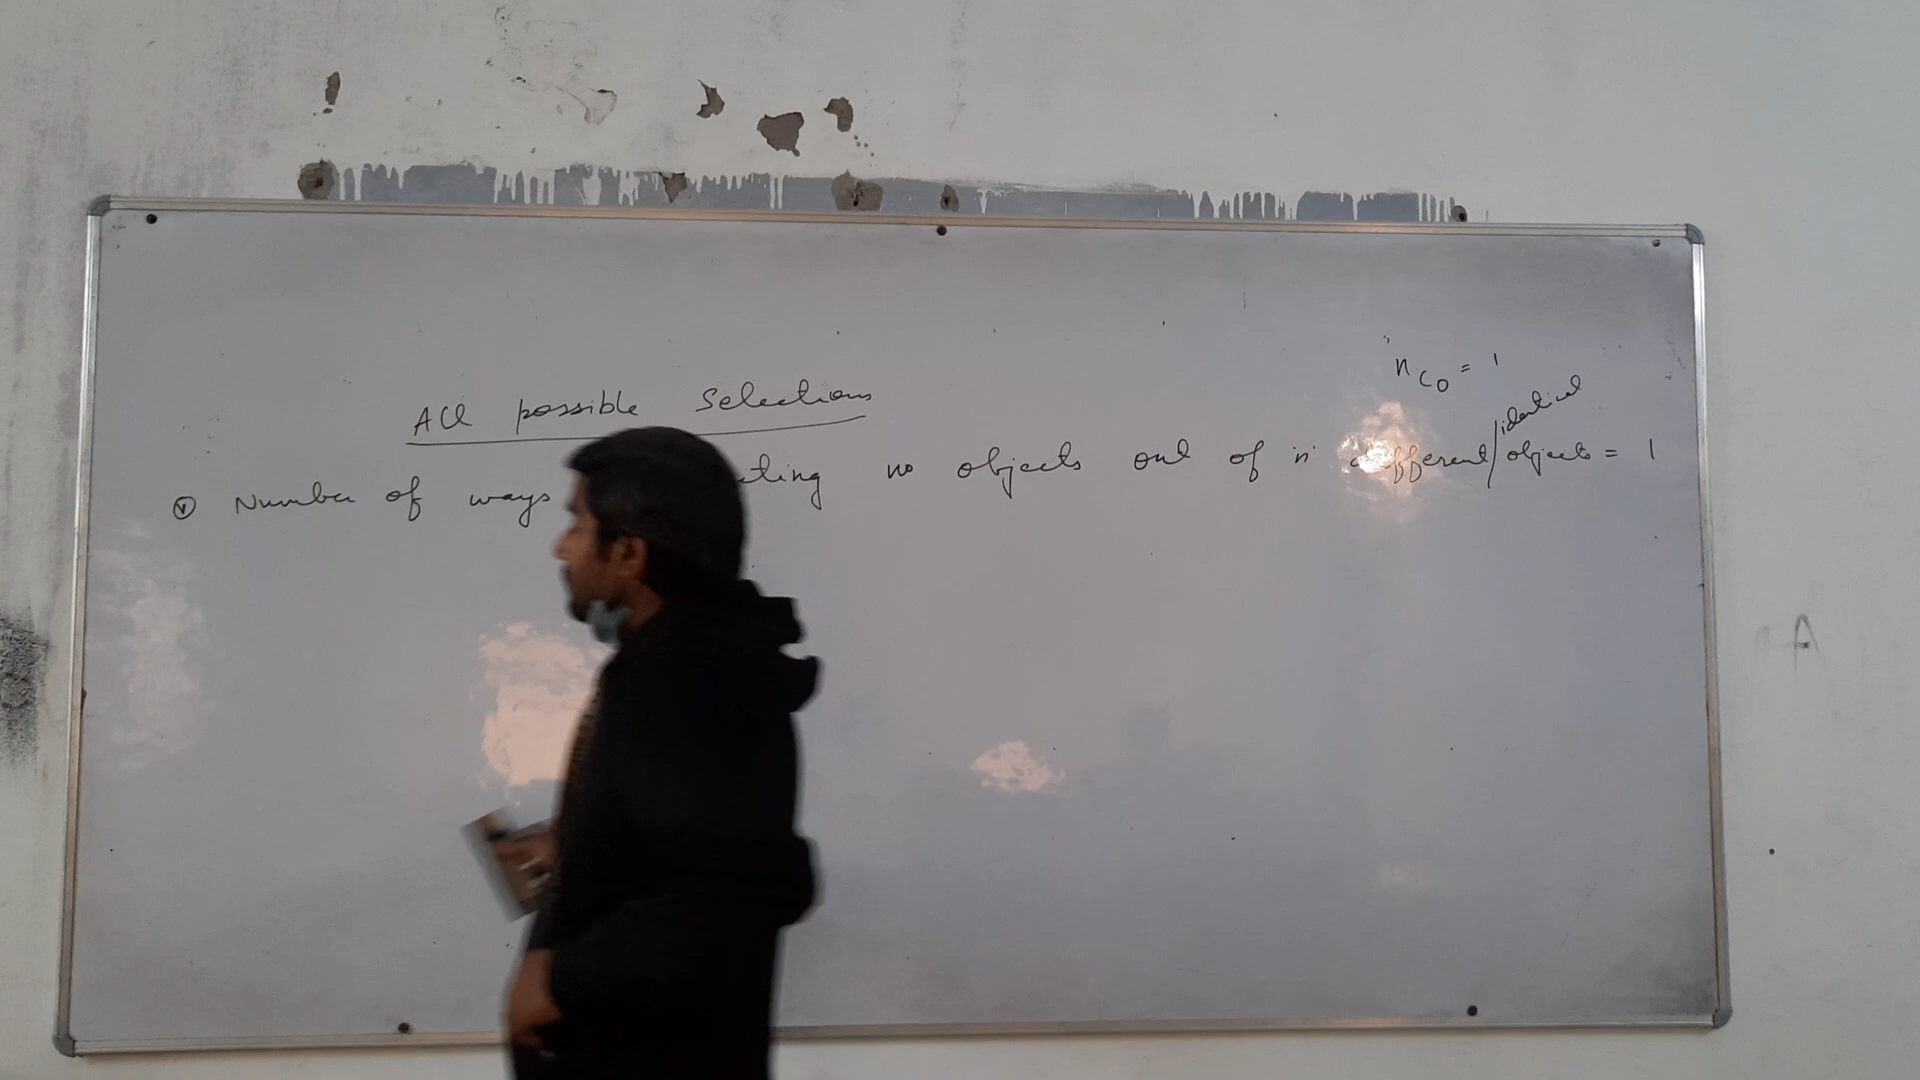 nC0 = 1
All possible Selections
identical
Ⓥ Number of ways ting no objects out of 'n' different/objects = 1
A